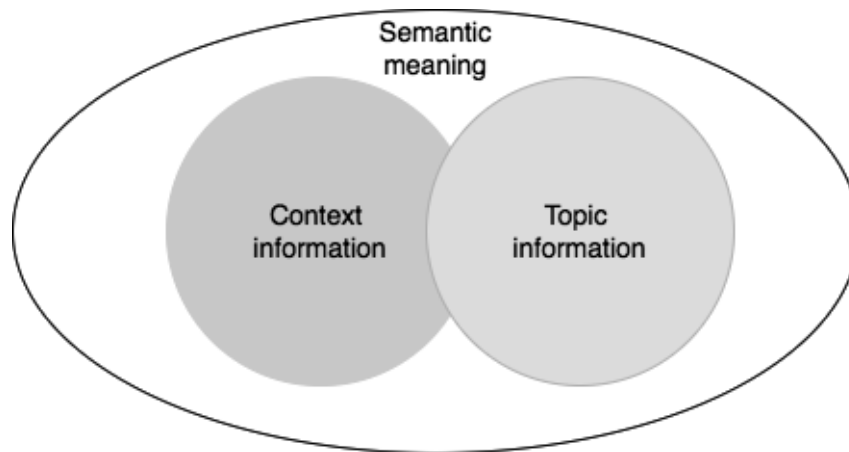 Semantic
meaning
Context
information
Topic
information